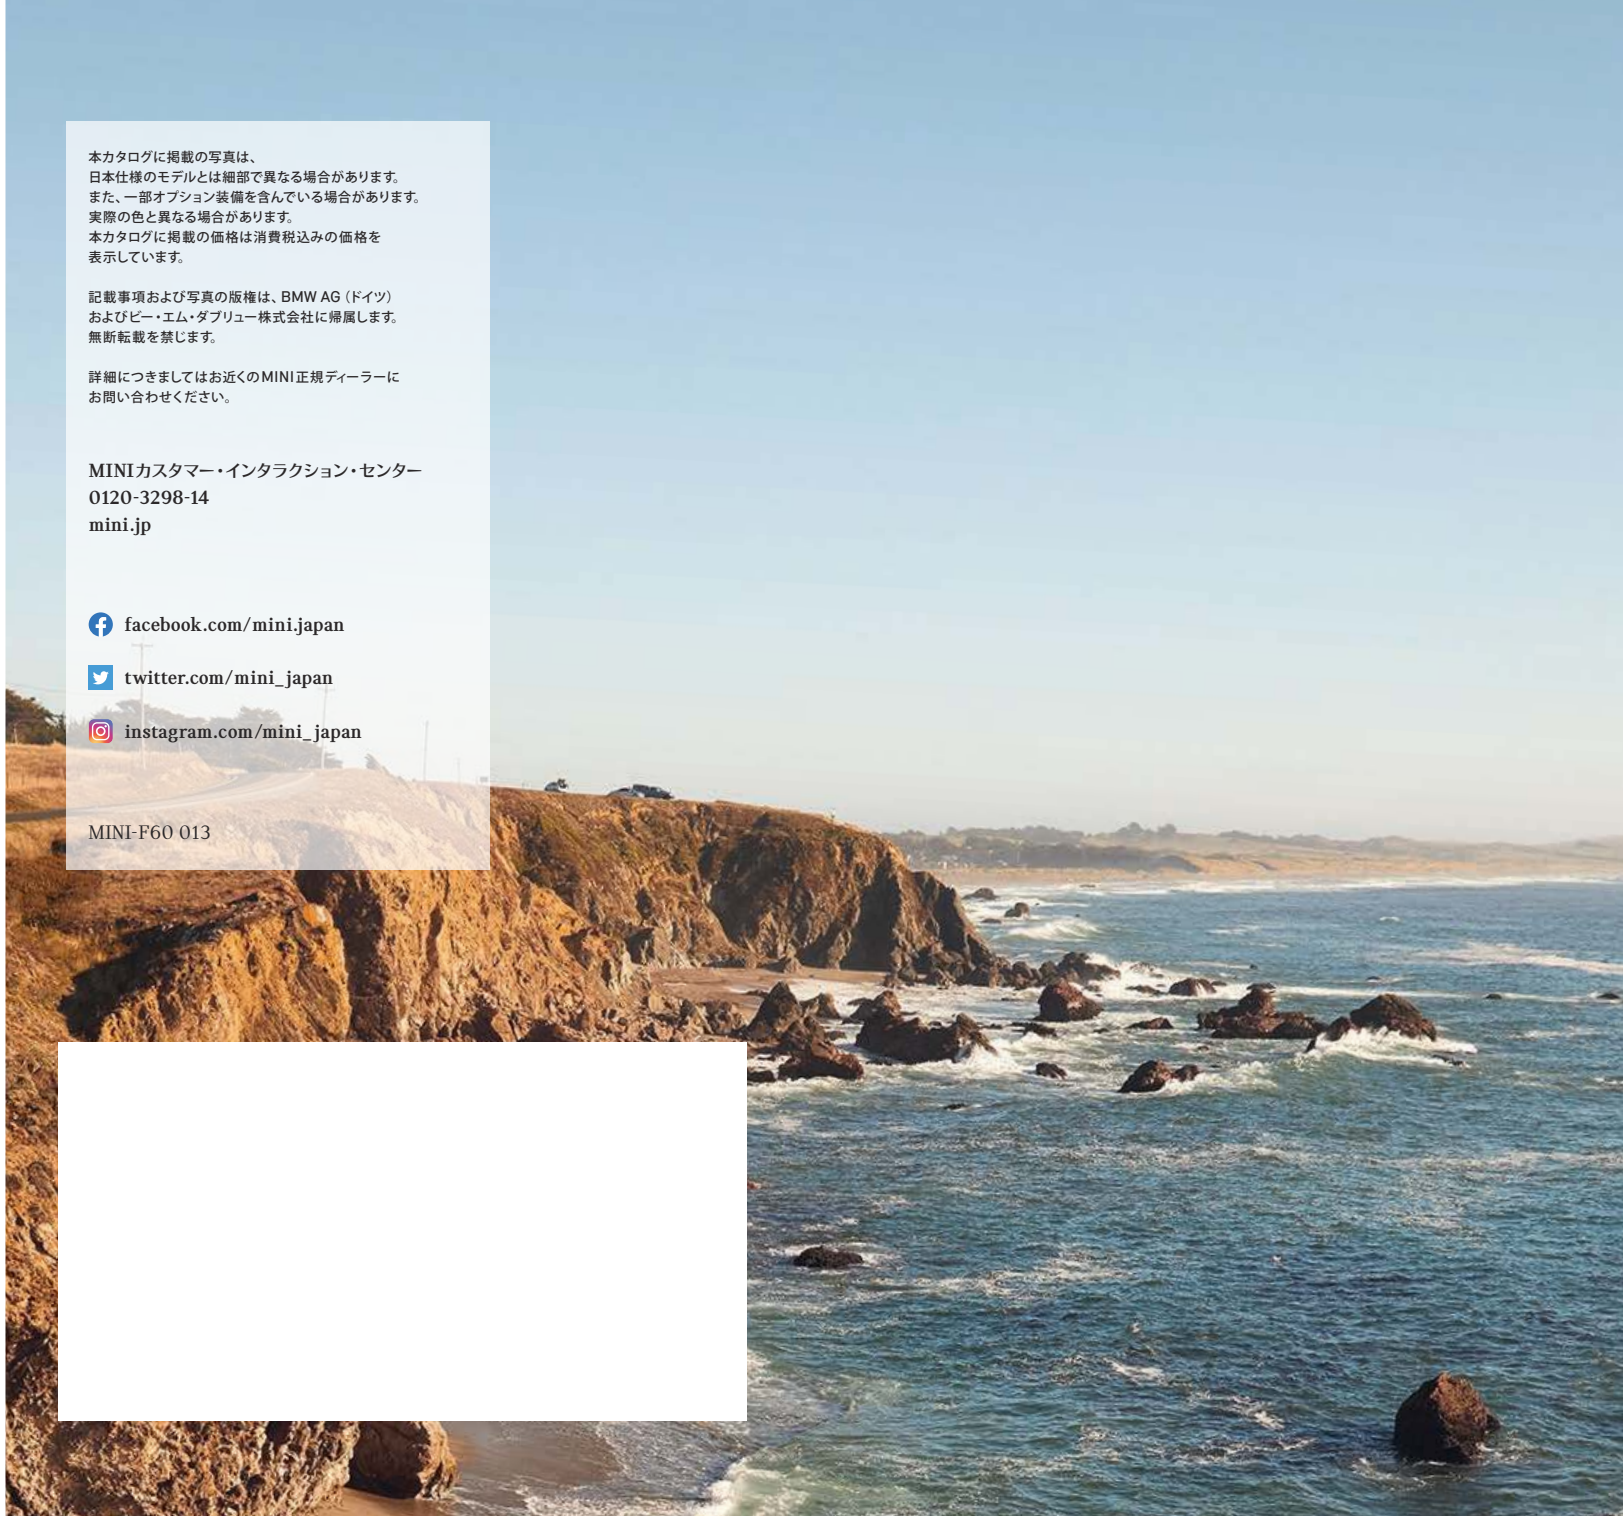 本カタログに掲載の写真は、
日本仕様のモデルとは細部で異なる場合があります。
また、一部オプション装備を含んでいる場合があります。
実際の色と異なる場合があります。
本カタログに掲載の価格は消費税込みの価格を
表示しています。
記載事項および写真の版権は、BMW AG（ドイツ）
およびビー・エム・ダブリュー株式会社に帰属します。
無断転載を禁じます。
詳細につきましてはお近くのMINI正規ディーラーに
お問い合わせください。
MINIカスタマー・インタラクション・センター
0120-3298-14
mini.jp
facebook.com/mini.japan
twitter.com/mini_japan
instagram.com/mini_japan
MINI-F60 013